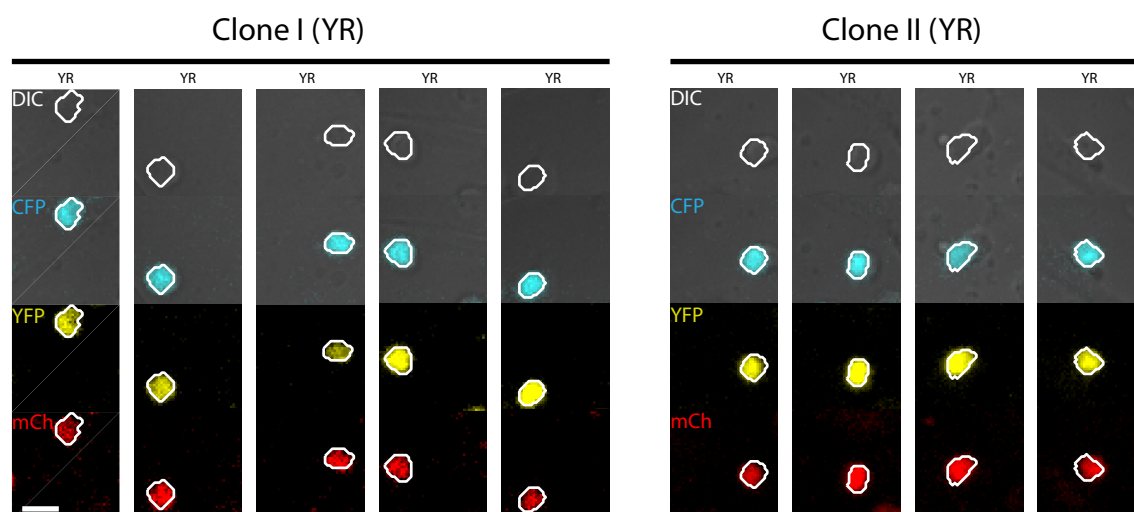 Clone I (YR)
Clone II (YR)
YR YR YR YR YR
YR YR YR YR
DIC
DIC
CFP
CFP
YFP
YFP
mCh
mCh